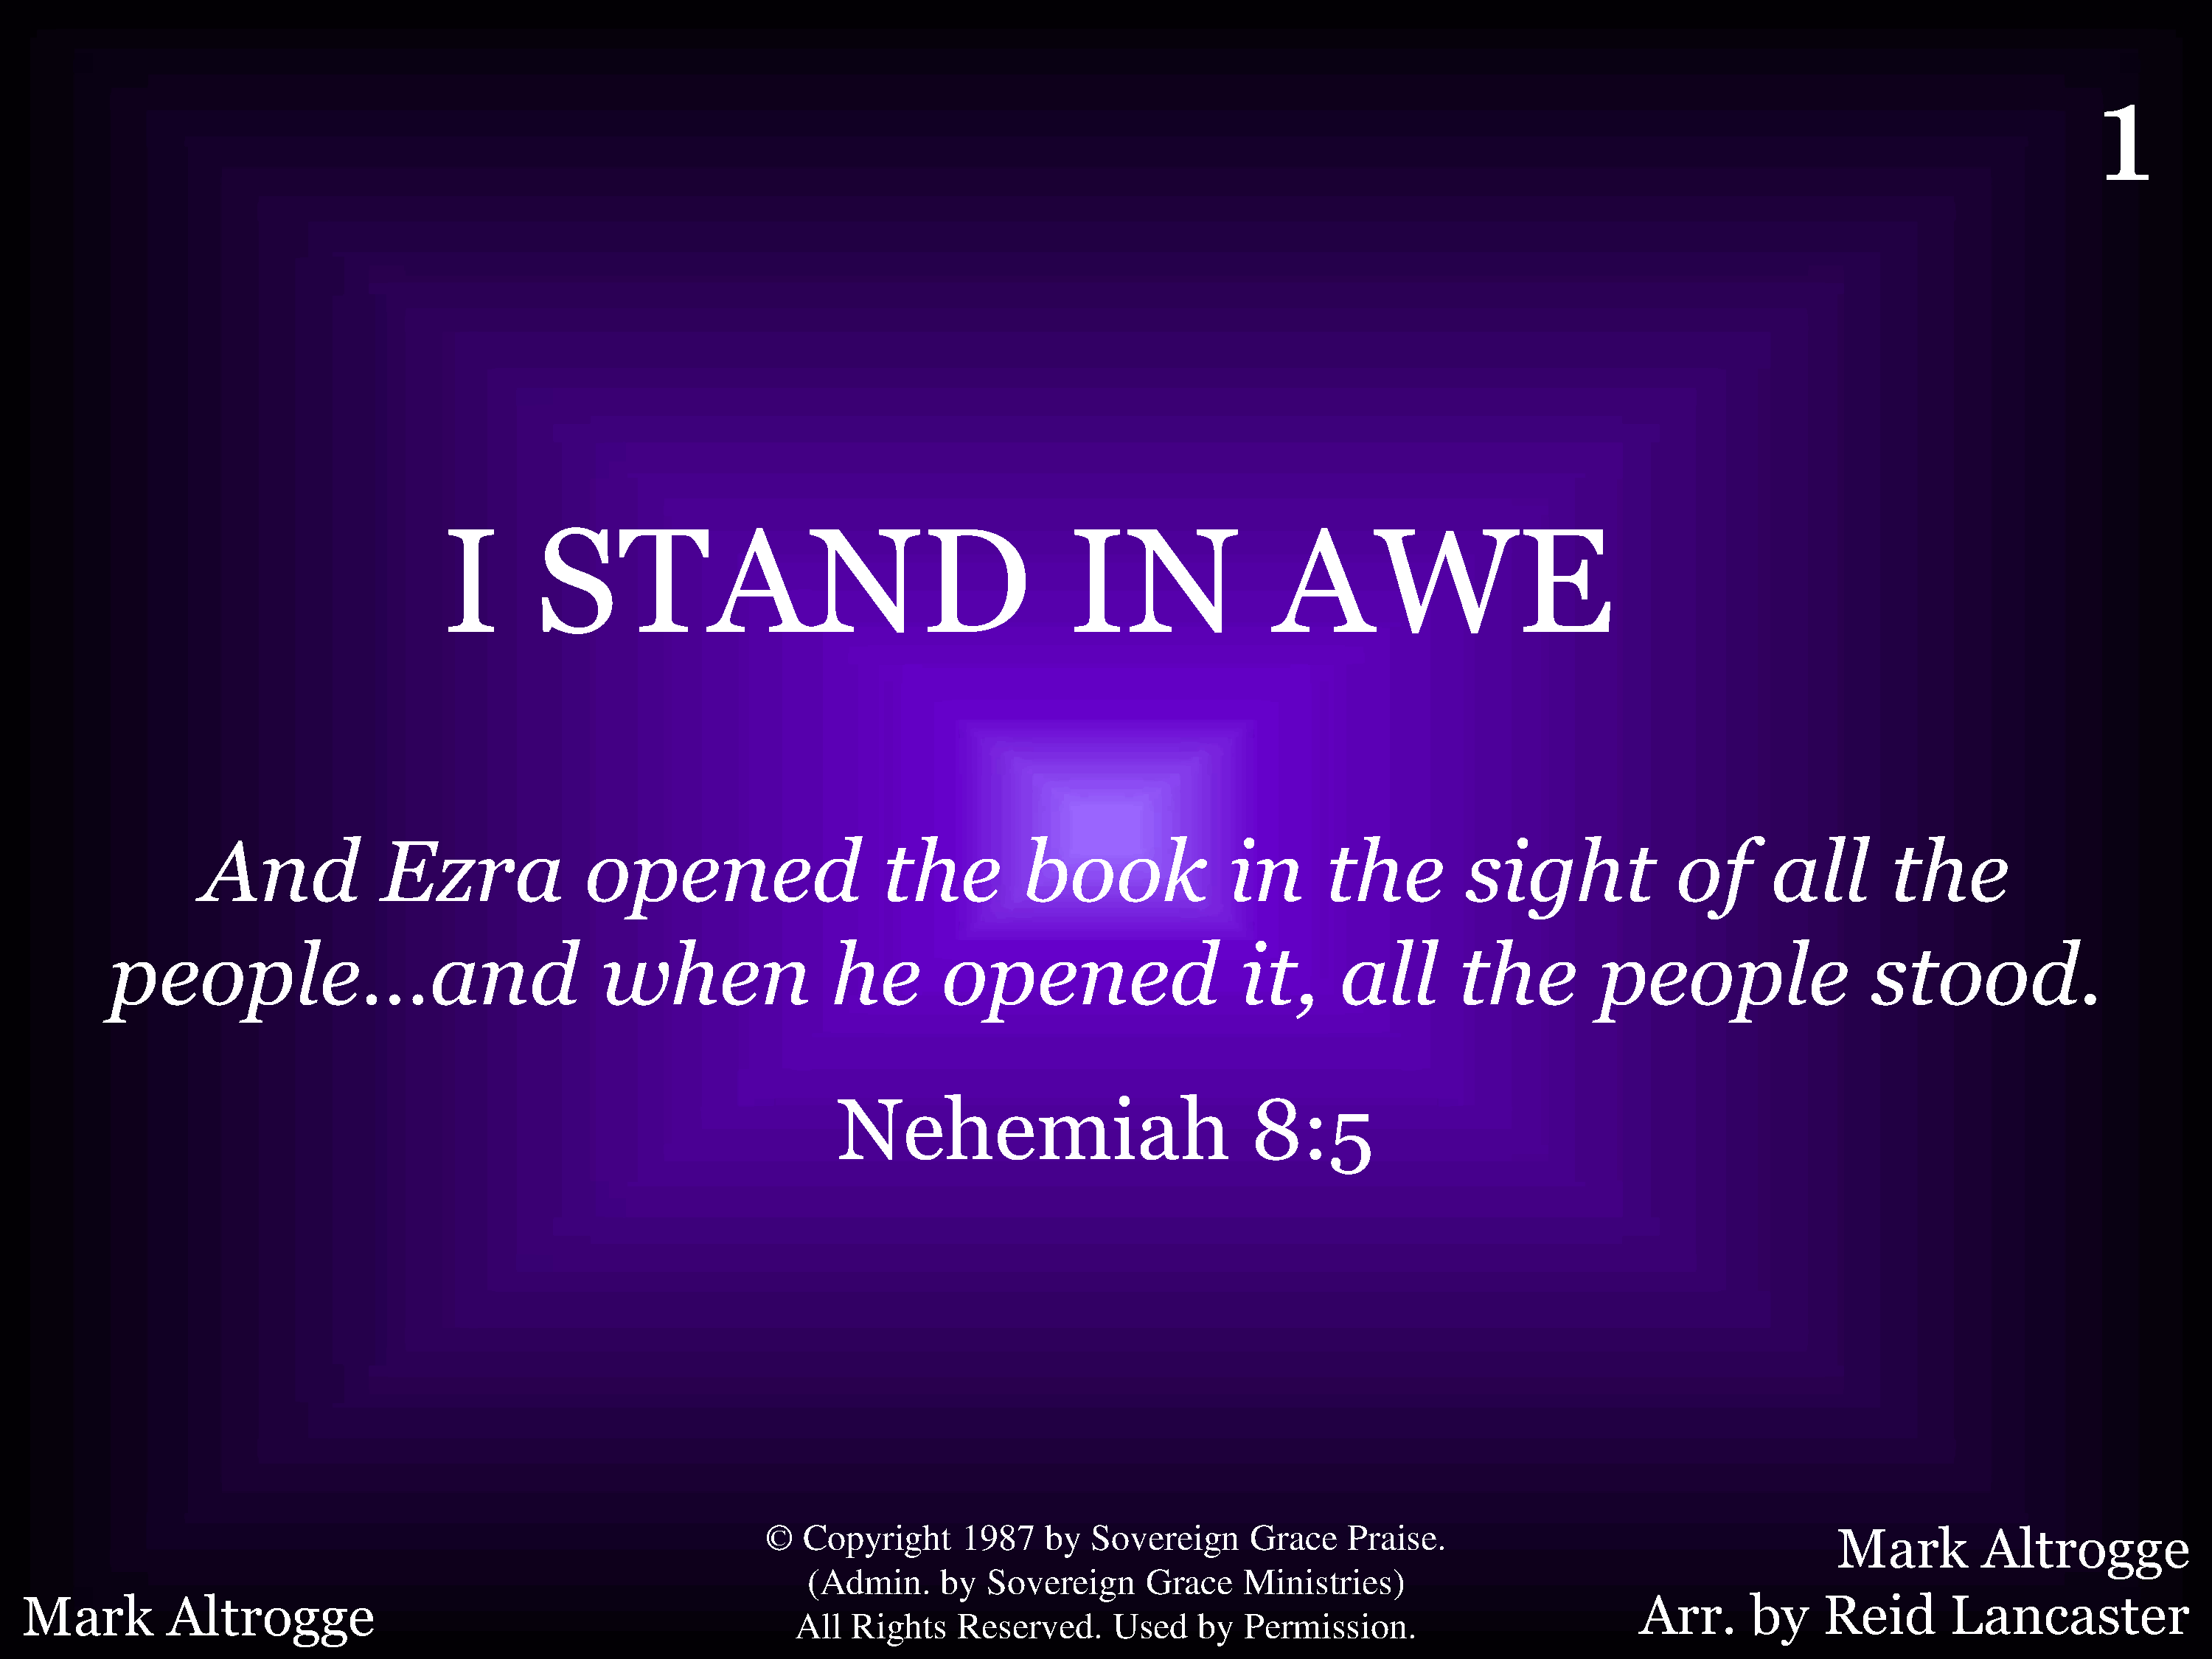 1
I STAND IN AWE
And Ezra opened the book in the sight of all the
people…and when he opened it, all the people stood.
Nehemiah 8:5
Mark Altrogge
© Copyright 1987 by Sovereign Grace Praise.
(Admin. by Sovereign Grace Ministries)
All Rights Reserved. Used by Permission.
Mark Altrogge
Arr. by Reid Lancaster